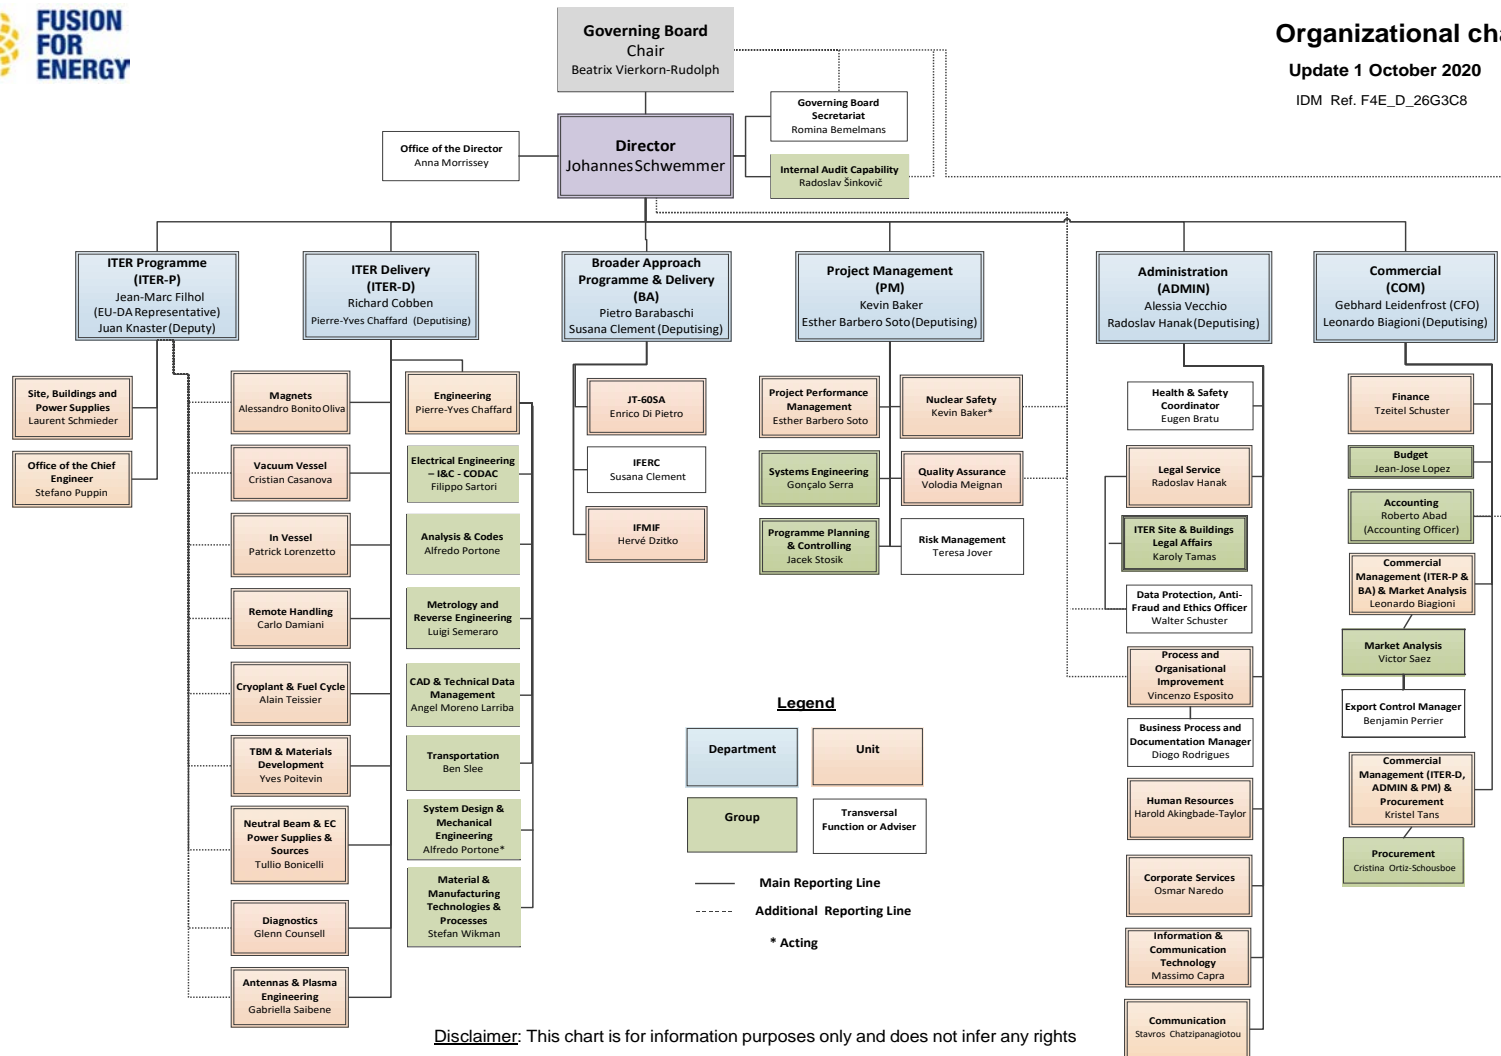 FUSION
FOR
ENERGY
Governing Board
Chair
Beatrix Vierkorn-Rudolph
Organizational cha
Update 1 October 2020
IDM Ref. F4E_D_26G3C8
Governing Board
Secretariat
Romina Bemelmans
Office of the Director
Anna Morrissey
Director
JohannesSchwemmer
Internal Audit Capability
Radoslav Šinkovič
ITER Programme
(ITER-P)
Jean-Marc Filhol
(EU-DA Representative)
Juan Knaster (Deputy)
ITER Delivery
(ITER-D)
Richard Cobben
Pierre-Yves Chaffard (Deputising)
Broader Approach
Programme & Delivery
(BA)
Pietro Barabaschi
Susana Clement (Deputising)
Project Management
(PM)
Kevin Baker
Esther Barbero Soto (Deputising)
Administration
(ADMIN)
Alessia Vecchio
Radoslav Hanak (Deputising)
Commercial
(COM)
Gebhard Leidenfrost (CFO)
Leonardo Biagioni (Deputising)
Site, Buildings and
Power Supplies
Laurent Schmieder
Office of the Chief
Engineer
Stefano Puppin
Magnets
Alessandro Bonito Oliva
Vacuum Vessel
Cristian Casanova
In Vessel
Patrick Lorenzetto
Remote Handling
Carlo Damiani
Cryoplant & Fuel Cycle
Alain Teissier
TBM & Materials
Development
Yves Poitevin
Neutral Beam & EC
Power Supplies &
Sources
Tullio Bonicelli
Diagnostics
Glenn Counsell
Antennas & Plasma
Engineering
Gabriella Saibene
Engineering
Pierre-Yves Chaffard
Electrical Engineering
– I&C - CODAC
Filippo Sartori
Analysis & Codes
Alfredo Portone
Metrology and
Reverse Engineering
Luigi Semeraro
CAD & Technical Data
Management
Angel Moreno Larriba
Transportation
Ben Slee
System Design &
Mechanical
Engineering
Alfredo Portone*
Material &
Manufacturing
Technologies &
Processes
Stefan Wikman
JT-60SA
Enrico Di Pietro
IFERC
Susana Clement
IFMIF
Hervé Dzitko
Project Performance
Management
Esther Barbero Soto
Systems Engineering
Gonçalo Serra
Programme Planning
& Controlling
Jacek Stosik
Nuclear Safety
Kevin Baker*
Quality Assurance
Volodia Meignan
Risk Management
Teresa Jover
Health & Safety
Coordinator
Eugen Bratu
Legal Service
Radoslav Hanak
ITER Site & Buildings
Legal Affairs
Karoly Tamas
Data Protection, Anti-
Fraud and Ethics Officer
Walter Schuster
Process and
Organisational
Improvement
Vincenzo Esposito
Business Process and
Documentation Manager
Diogo Rodrigues
Human Resources
Harold Akingbade-Taylor
Corporate Services
Osmar Naredo
Information &
Communication
Technology
Massimo Capra
Communication
Stavros Chatzipanagiotou
Finance
Tzeitel Schuster
Budget
Jean-Jose Lopez
Accounting
Roberto Abad
(Accounting Officer)
Commercial
Management (ITER-P &
BA) & Market Analysis
Leonardo Biagioni
Market Analysis
Victor Saez
Export Control Manager
Benjamin Perrier
Commercial
Management (ITER-D,
ADMIN & PM) &
Procurement
Kristel Tans
Procurement
Cristina Ortiz-Schousboe
Legend
Department
Unit
Group
Transversal
Function or Adviser
Main Reporting Line
Additional Reporting Line
* Acting
Disclaimer: This chart is for information purposes only and does not infer any rights